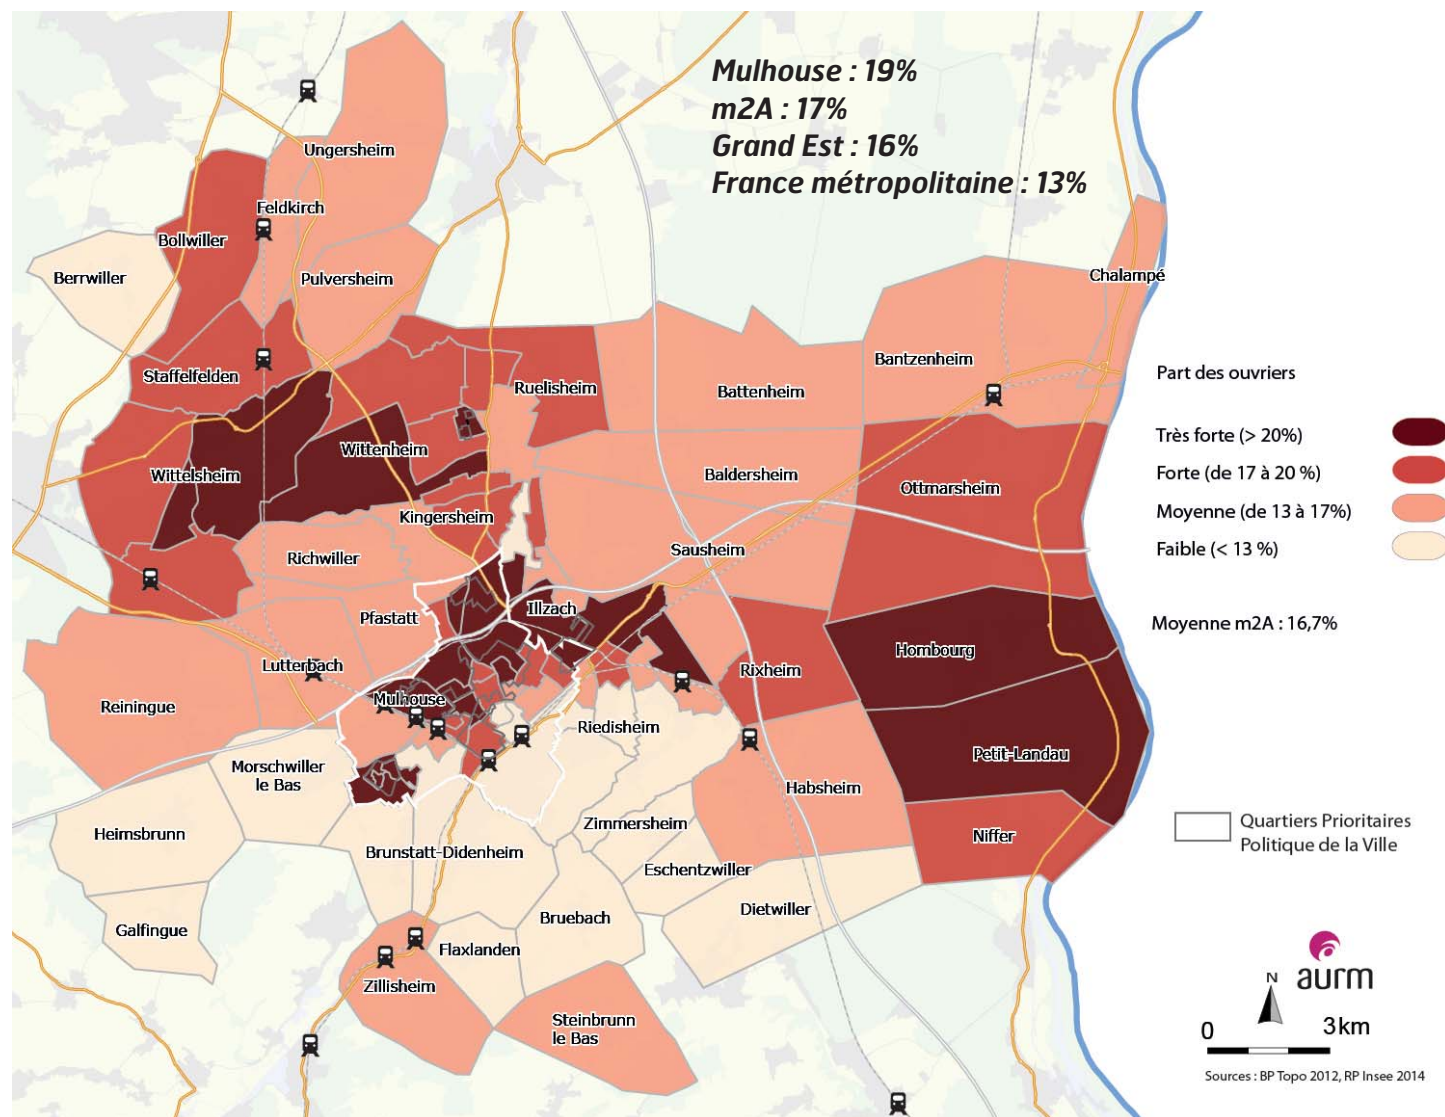 Mulhouse : 19%
m2A : 17%
Grand Est : 16%
France métropolitaine : 13%
Ungersheim
Feldkirch
Bollwiller
Berrwiller
Pulversheim
Chalampé
Staffelfelden
Ruelisheim
Battenheim
Bantzenheim
Wittelsheim
Wittenheim
Baldersheim
Ottmarsheim
Kingersheim
Richwiller
Sausheim
Pfastatt
Illzach
Hombourg
Lutterbach
Rixheim
Reiningue
Mulhouse
Riedisheim
Petit-Landau
Morschwiller
le Bas
Habsheim
Heimsbrunn
Zimmersheim
Niffer
Brunstatt-Didenheim
Eschentzwiller
Dietwiller
Galfingue
Bruebach
Flaxlanden
Zillisheim
Steinbrunn
le Bas
Part des ouvriers
Très forte (> 20%)
Forte (de 17 à 20 %)
Moyenne (de 13 à 17%)
Faible (< 13 %)
Moyenne m2A : 16,7%
Quartiers Prioritaires
Politique de la Ville
aurm
N
0 3km
Sources : BP Topo 2012, RP Insee 2014